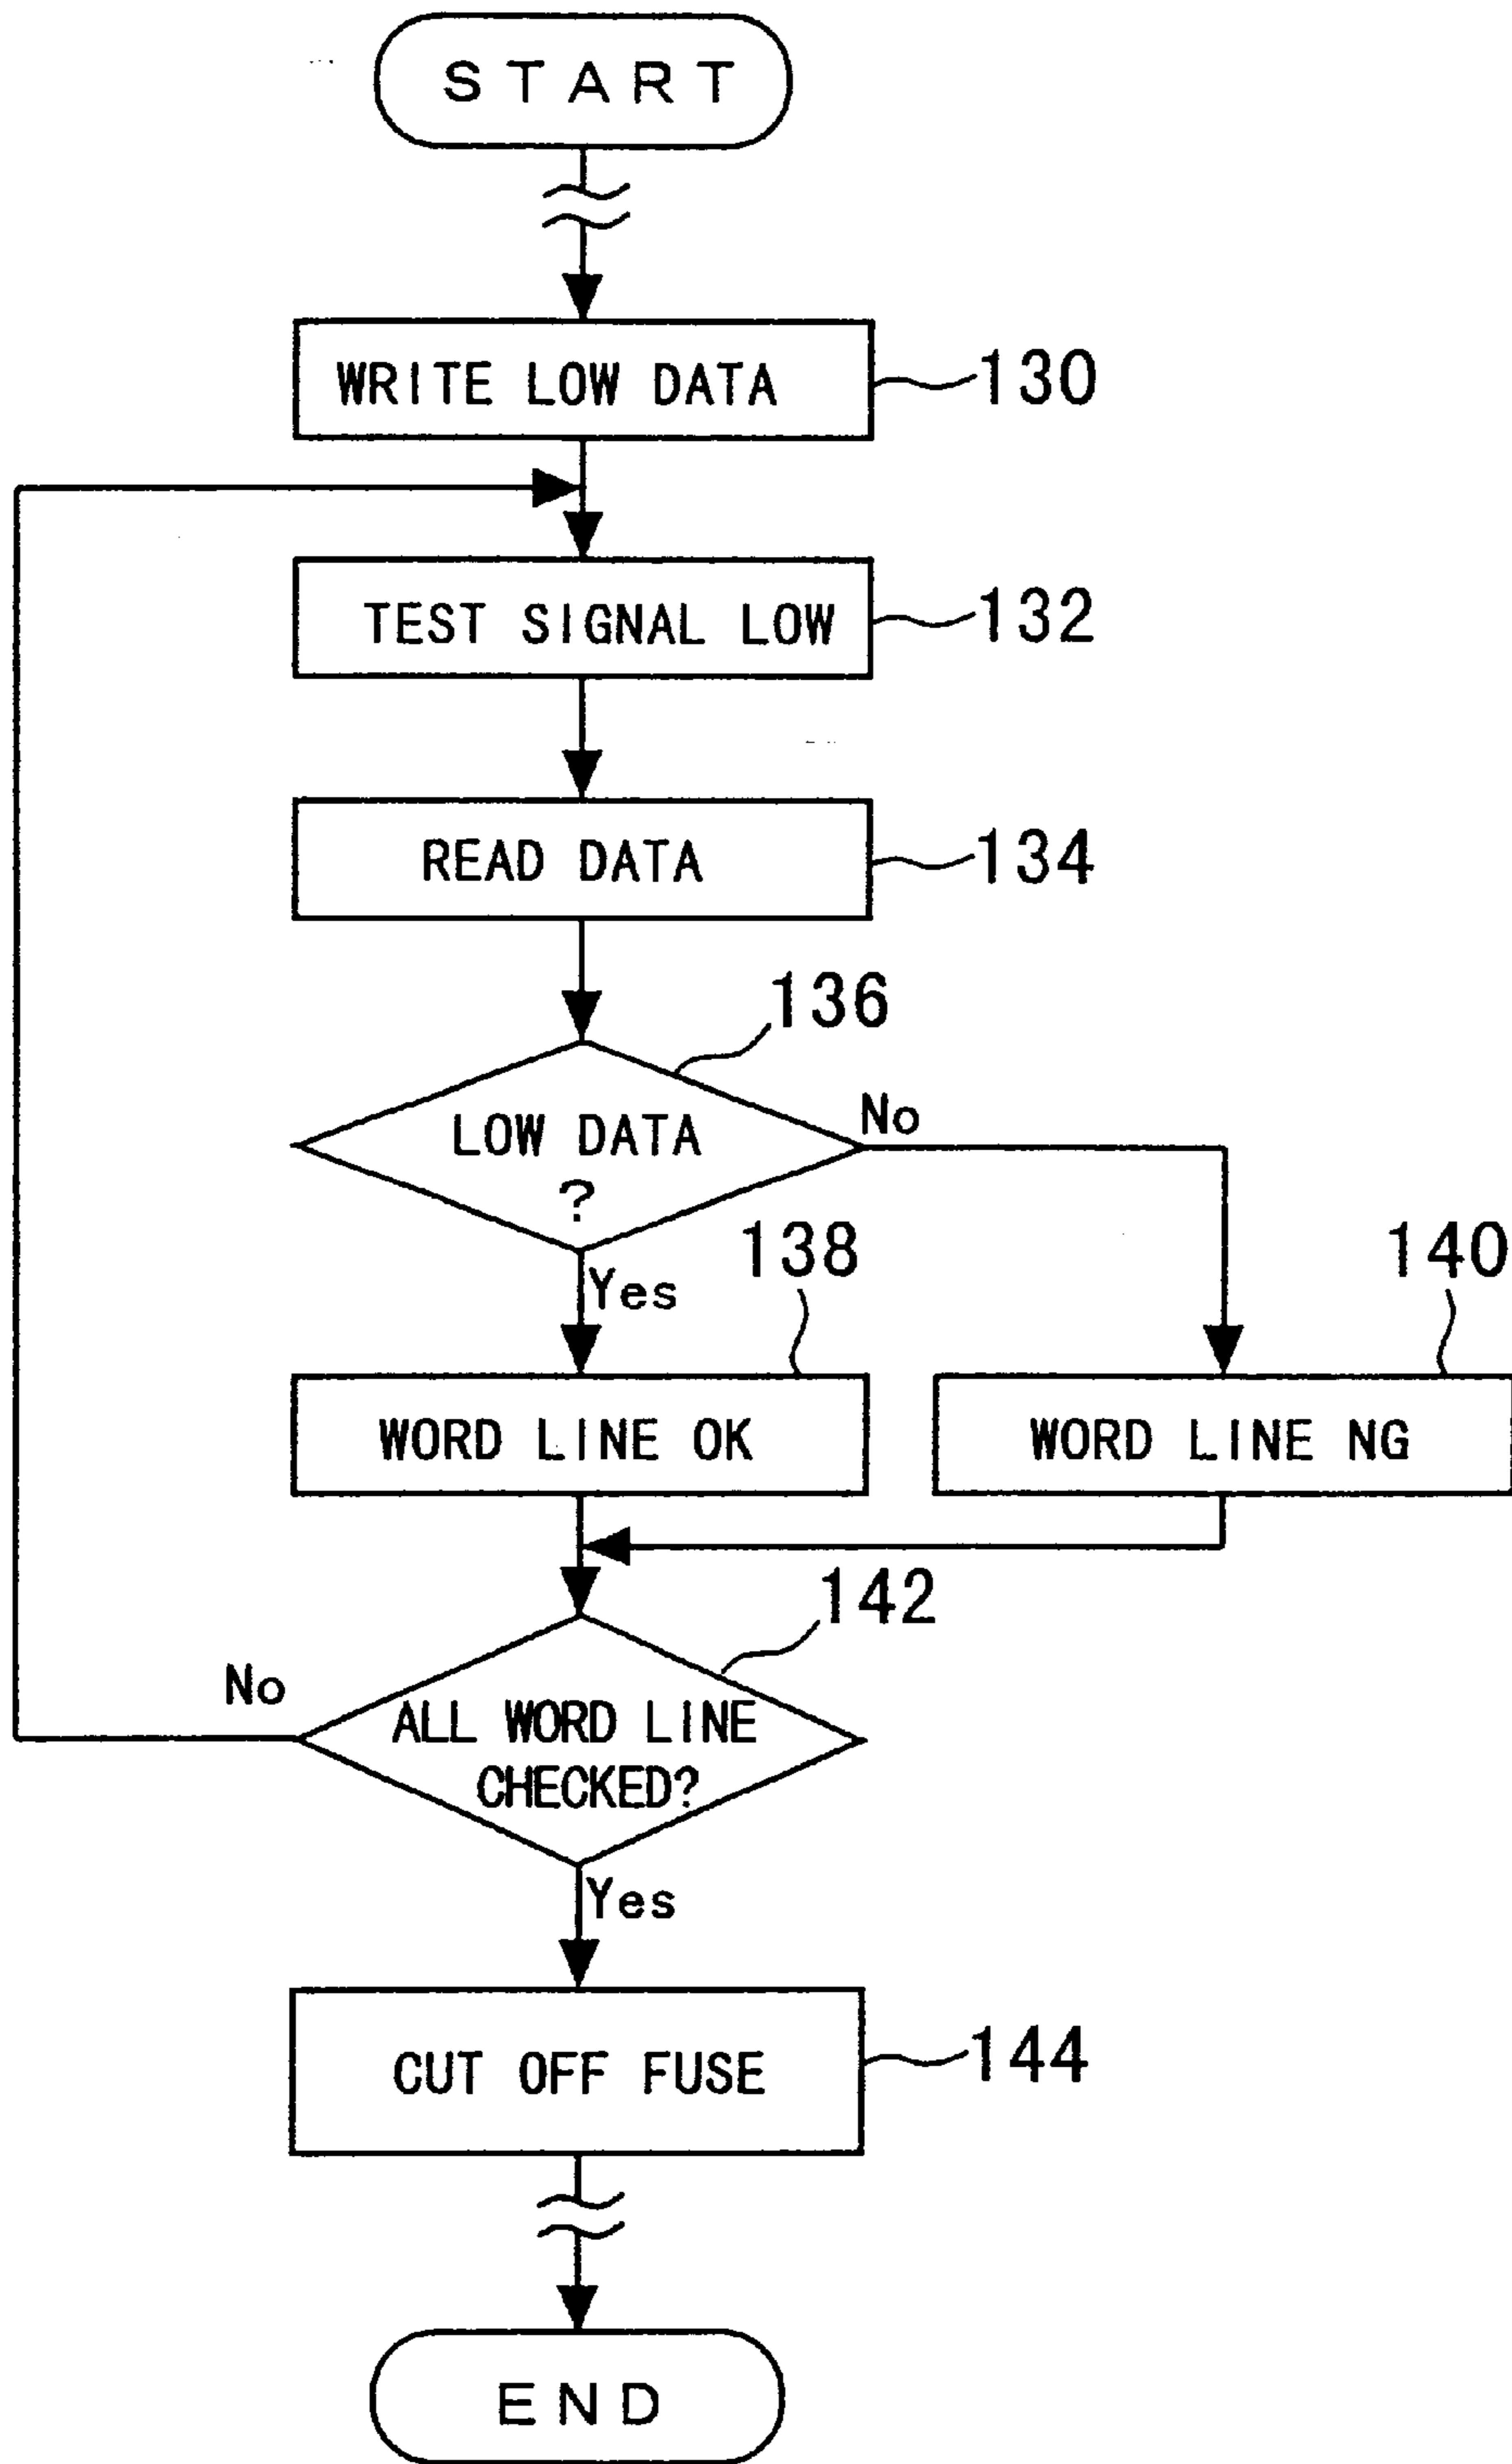 START
WRITE LOW DATA
130
TEST SIGNAL LOW
132
READ DATA
134
136
LOW DATA
?
No
Yes
138
140
WORD LINE OK
WORD LINE NG
142
No
ALL WORD LINE
CHECKED?
Yes
CUT OFF FUSE
144
END